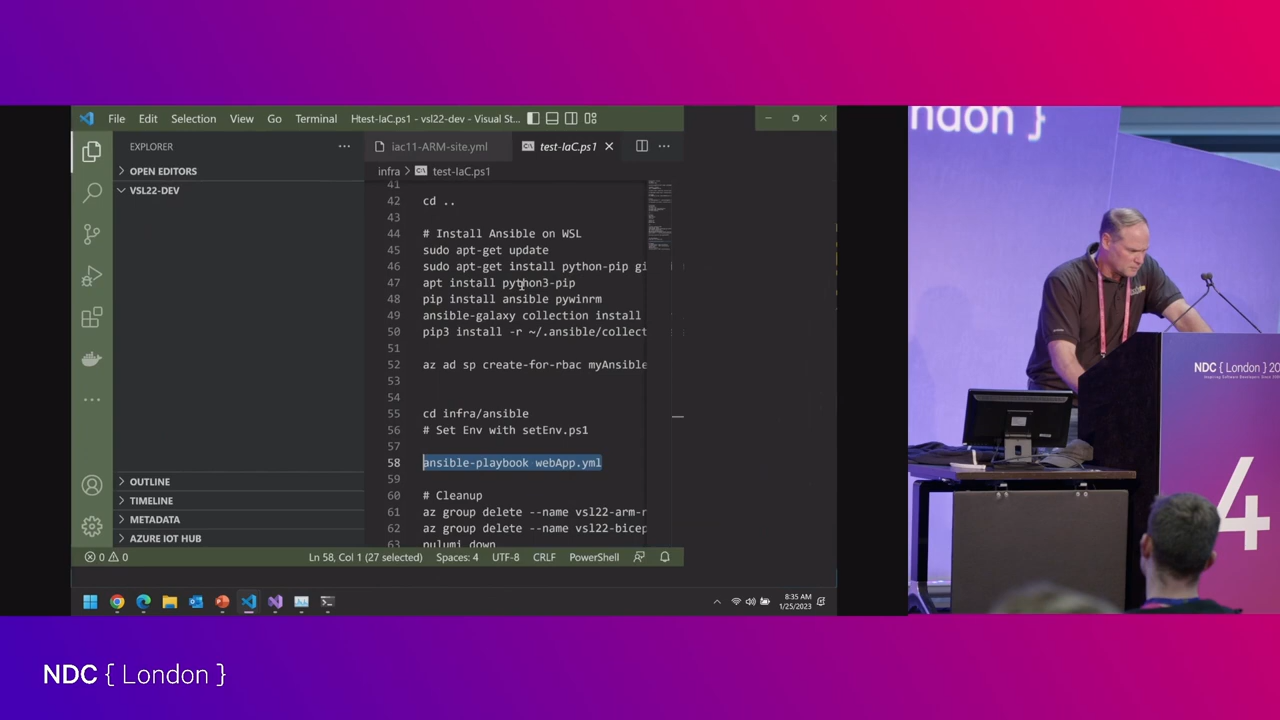 File Edit Selection View Go Terminal Htest-IaC.ps1 - vsl22-dev - Visual St...
EXPLORER
iac11-ARM-site.yml
test-IaC.ps1
OPEN EDITORS
infra > test-IaC.ps1
VSL22-DEV
41
42 cd ..
43
44 # Install Ansible on WSL
45 sudo apt-get update
46 sudo apt-get install python-pip gi
47 apt install python3-pip
48 pip install ansible pywinrm
49 ansible-galaxy collection install
50 pip3 install -r ~/.ansible/collect
51
52 az ad sp create-for-rbac myAnsible
53
54
55 cd infra/ansible
56 # Set Env with setEnv.ps1
57
58 ansible-playbook webApp.yml
59
60 # Cleanup
61 az group delete --name vsl22-arm-r
62 az group delete --name vsl22-bicep
63 pulumi down
OUTLINE
TIMELINE
METADATA
AZURE IOT HUB
0 0 Ln 58, Col 1 (27 selected) Spaces: 4 UTF-8 CRLF PowerShell
8:35 AM
1/25/2023
ndon }
NDC { London } 20
4
NDC { London }